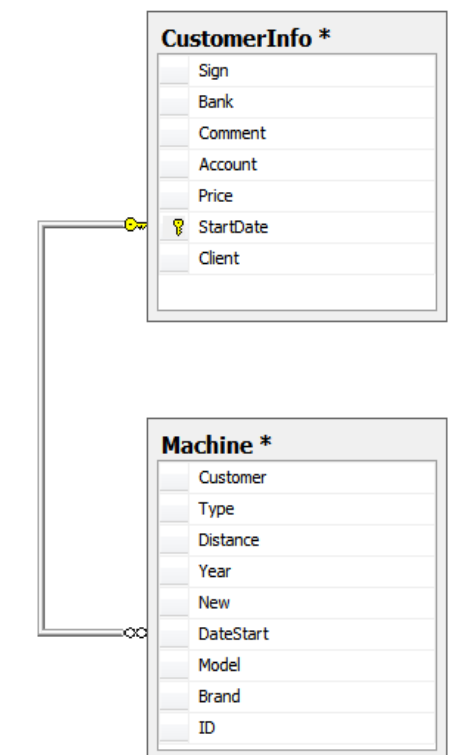 CustomerInfo *
Sign
Bank
Comment
Account
Price
StartDate
Client
Machine *
Customer
Type
Distance
Year
New
DateStart
Model
Brand
ID